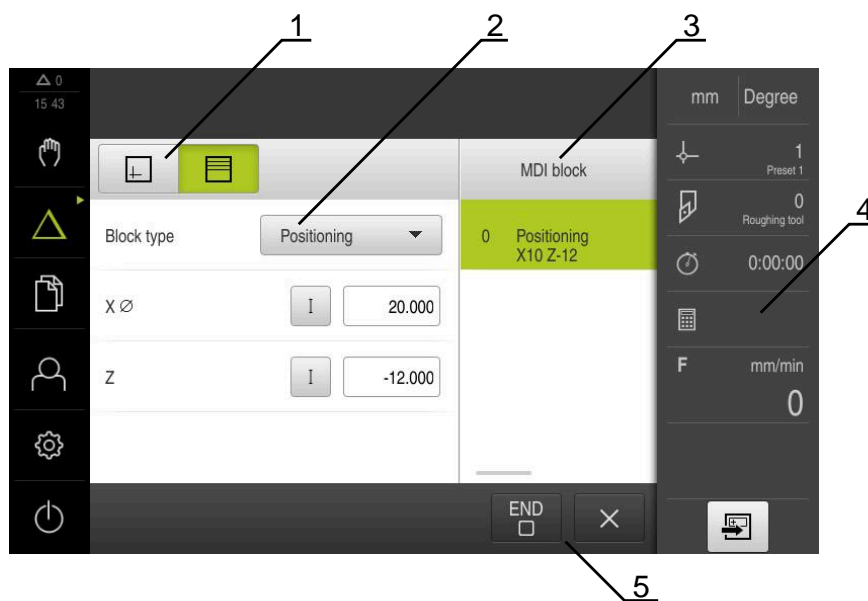 1
2
3
0
15 43
mm Degree
1
Preset 1
MDI block
0
Roughing tool
4
Block type
Positioning
0 Positioning
X10 Z-12
0:00:00
X Ø
I
20.000
Z
I
-12.000
F mm/min
0
END
5